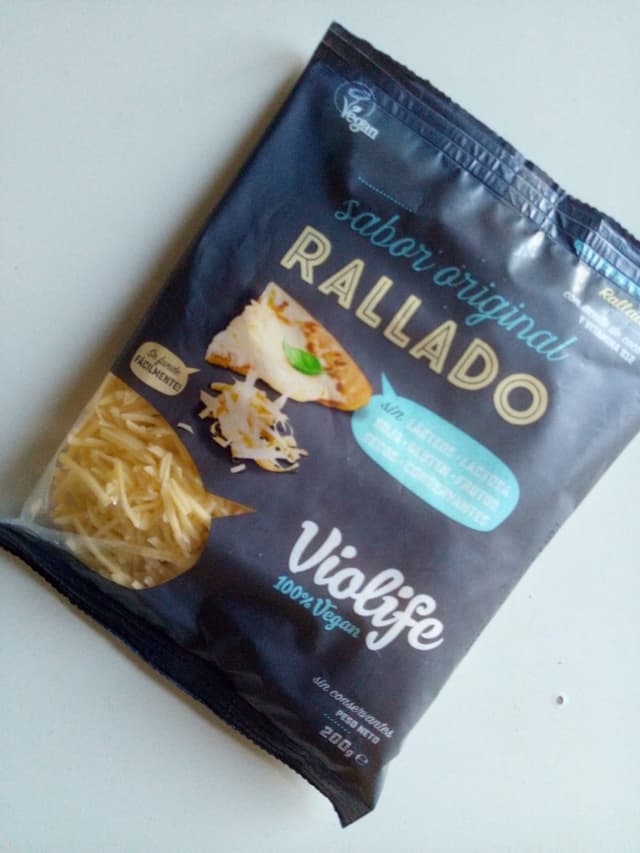 Vegan
sabor original
RALLADO
Se funde
FÁCILMENTE!
sin LÁCTEOS · LACTOSA
SOJA · GLUTEN · FRUTOS
SECOS · CONSERVANTES
Violife
100% Vegan
sin conservantes
PESO NETO
200g e